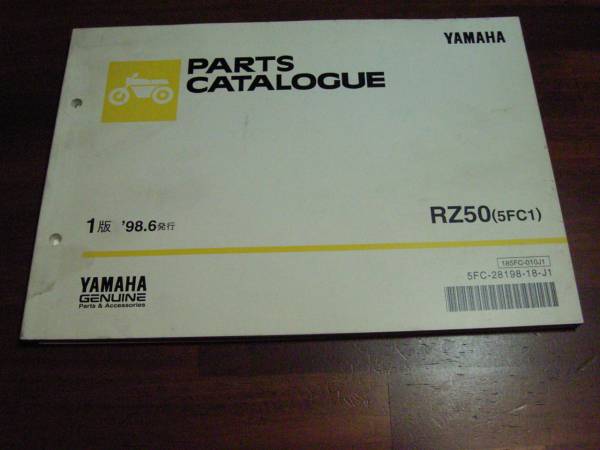 YAMAHA
PARTS
CATALOGUE
RZ50(5FC1)
1版 '98.6発行
185FC-010J1
5FC-28198-18-J1
YAMAHA
GENUINE
Parts & Accessories